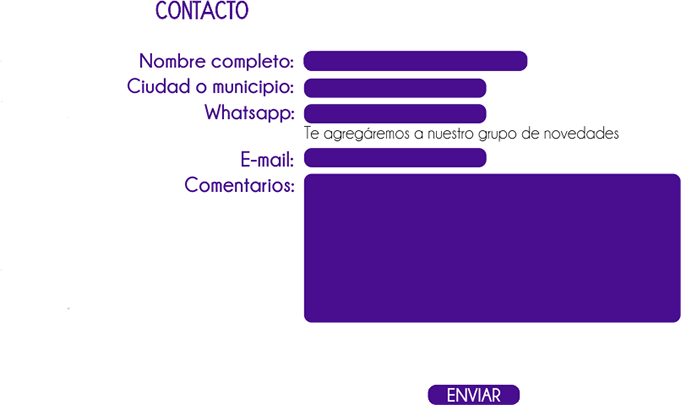 CONTACTO
Nombre completo:
Ciudad o municipio:
Whatsapp:
Te agregáremos a nuestro grupo de novedades
E-mail:
Comentarios:
ENVIAR